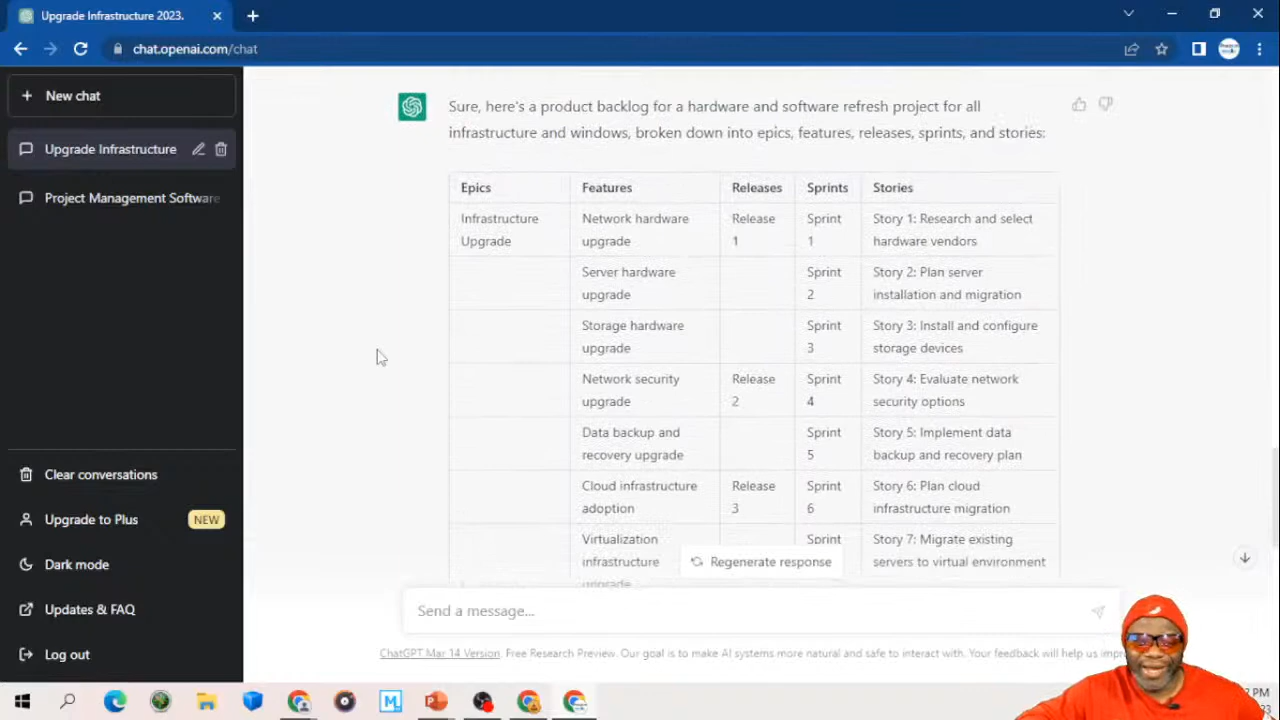 Upgrade Infrastructure 2023.
chat.openai.com/chat
New chat
Upgrade Infrastructure
Project Management Software
Clear conversations
Upgrade to Plus NEW
Dark mode
Updates & FAQ
Log out
Sure, here's a product backlog for a hardware and software refresh project for all
infrastructure and windows, broken down into epics, features, releases, sprints, and stories:
Epics Features Releases Sprints Stories
Infrastructure Network hardware Release Sprint Story 1: Research and select
Upgrade upgrade 1 1 hardware vendors
Server hardware Sprint Story 2: Plan server
upgrade 2 installation and migration
Storage hardware Sprint Story 3: Install and configure
upgrade 3 storage devices
Network security Release Sprint Story 4: Evaluate network
upgrade 2 4 security options
Data backup and Sprint Story 5: Implement data
recovery upgrade 5 backup and recovery plan
Cloud infrastructure Release Sprint Story 6: Plan cloud
adoption 3 6 infrastructure migration
Virtualization Sprint Story 7: Migrate existing
infrastructure servers to virtual environment
upgrade
Regenerate response
Send a message...
ChatGPT Mar 14 Version. Free Research Preview. Our goal is to make AI systems more natural and safe to interact with. Your feedback will help us